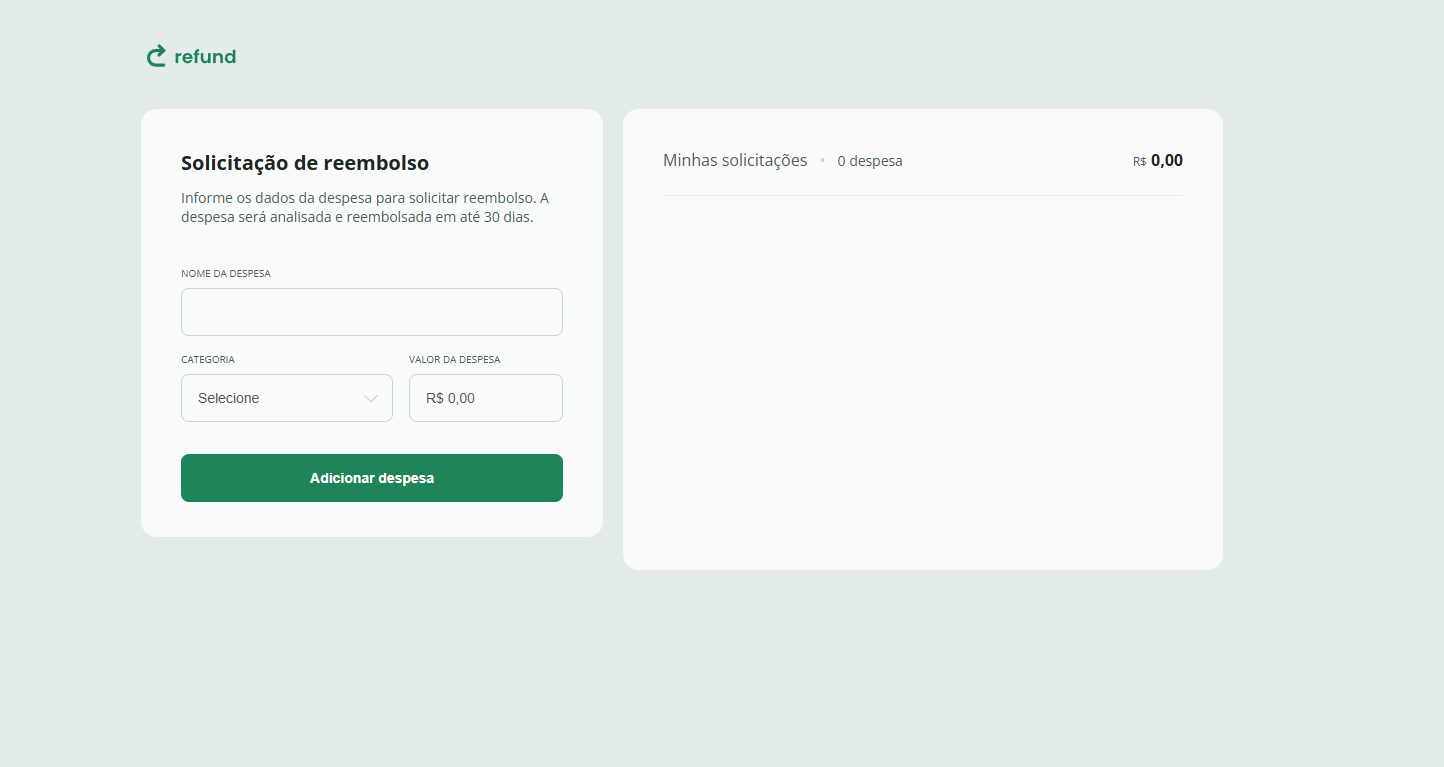 refund
Solicitação de reembolso
Informe os dados da despesa para solicitar reembolso. A
despesa será analisada e reembolsada em até 30 dias.
NOME DA DESPESA
CATEGORIA
VALOR DA DESPESA
Selecione
R$ 0,00
Adicionar despesa
Minhas solicitações • 0 despesa
R$ 0,00